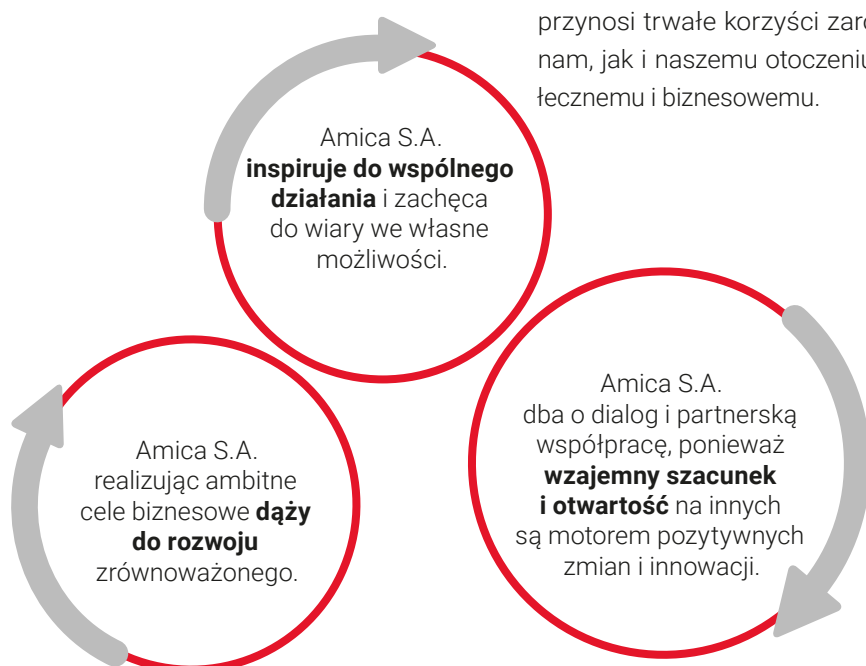 przynosi trwałe korzyści
nam, jak i naszemu otoczeniu
łecznemu i biznesowemu.
Amica S.A.
inspiruje do wspólnego
działania i zachęca
do wiary we własne
możliwości.
Amica S.A.
realizując ambitne
cele biznesowe dąży
do rozwoju
zrównoważonego.
Amica S.A.
dba o dialog i partnerską
współpracę, ponieważ
wzajemny szacunek
i otwartość na innych
są motorem pozytywnych
zmian i innowacji.